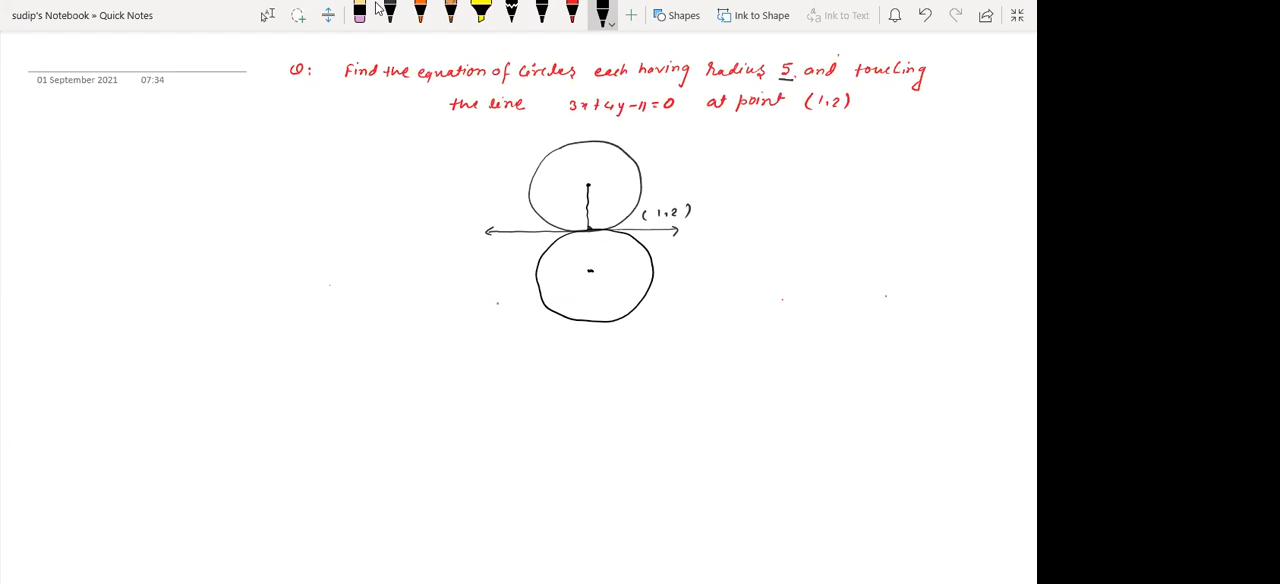 sudip's Notebook » Quick Notes
Shapes
Ink to Shape
Ink to Text
01 September 2021 07:34
Q: Find the equation of circles each having radius 5 and touching
the line 3x+4y-11=0 at point (1,2)
(1,2)